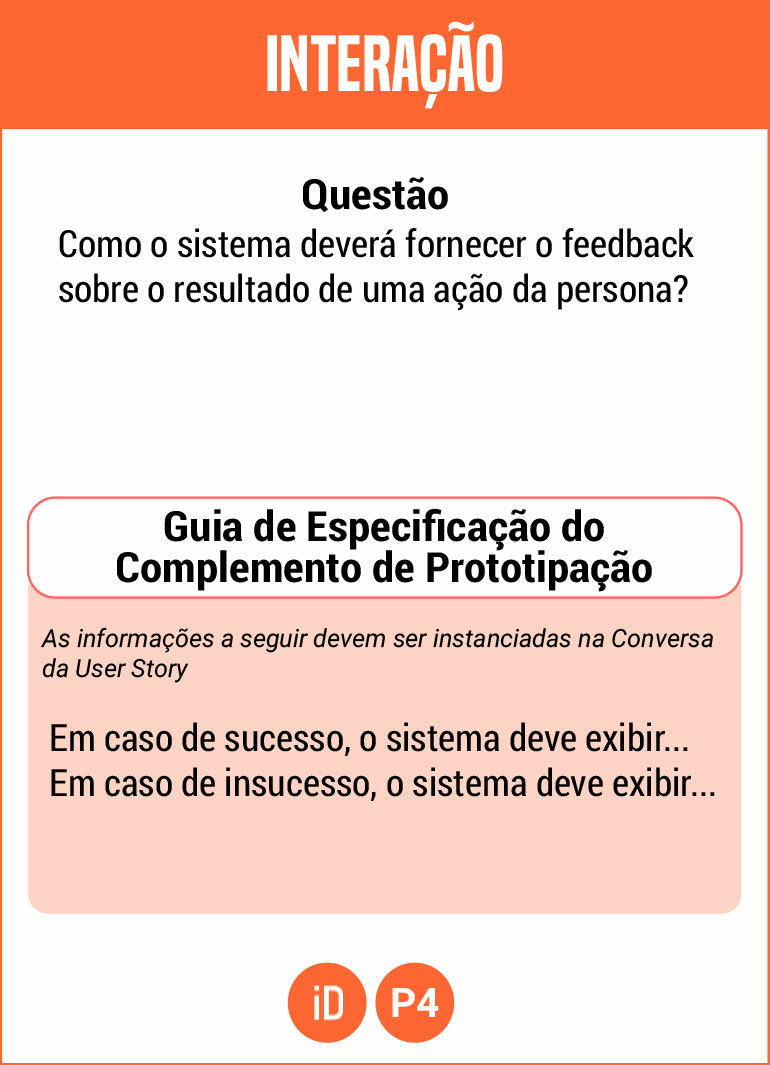 INTERAÇÃO
Questão
Como o sistema deverá fornecer o feedback
sobre o resultado de uma ação da persona?
Guia de Especificação do
Complemento de Prototipação
As informações a seguir devem ser instanciadas na Conversa
da User Story
Em caso de sucesso, o sistema deve exibir...
Em caso de insucesso, o sistema deve exibir...
iD P4